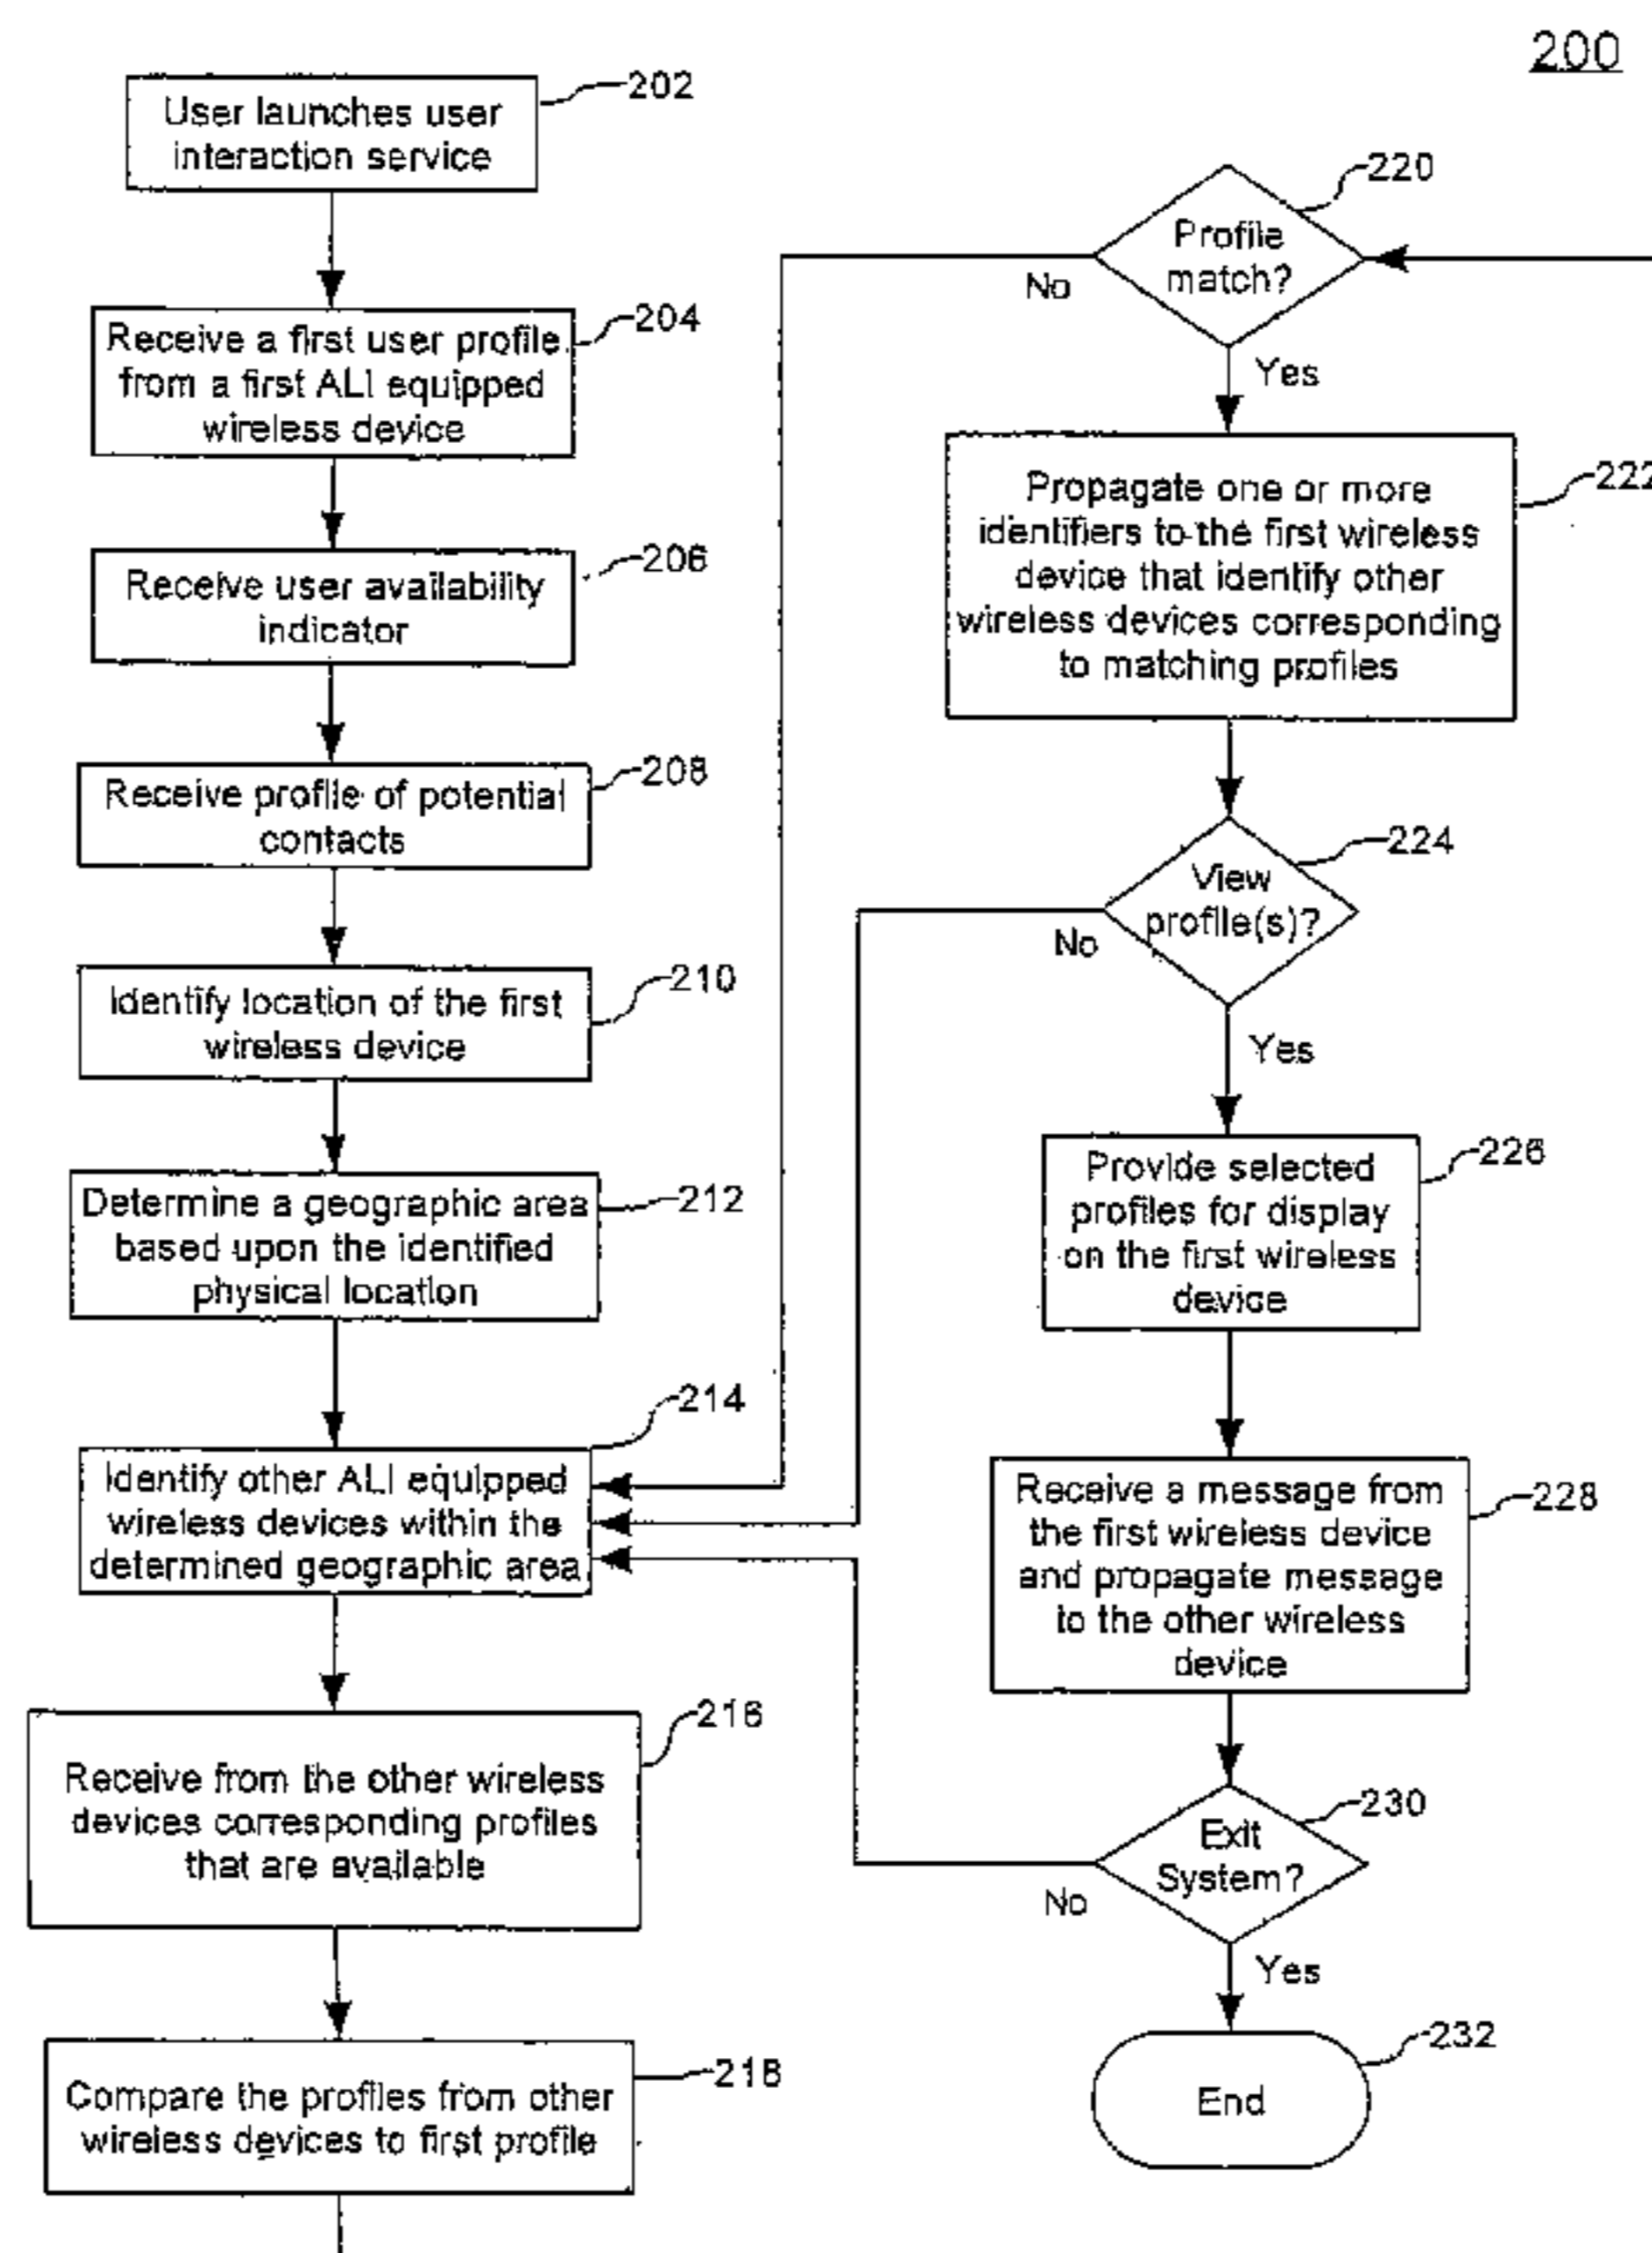 200
User launches user
interaction service
202
Receive a first user profile
from a first ALI equipped
wireless device
204
Receive user availability
indicator
206
Receive profile of potential
contacts
208
Identify location of the first
wireless device
210
Determine a geographic area
based upon the identified
physical location
212
Identify other ALI equipped
wireless devices within the
determined geographic area
214
Receive from the other wireless
devices corresponding profiles
that are available
216
Compare the profiles from other
wireless devices to first profile
218
Profile
match?
220
No
Yes
Propagate one or more
identifiers to the first wireless
device that identify other
wireless devices corresponding
to matching profiles
222
View
profile(s)?
224
No
Yes
Provide selected
profiles for display
on the first wireless
device
226
Receive a message from
the first wireless device
and propagate message
to the other wireless
device
228
Exit
System?
230
No
Yes
End
232